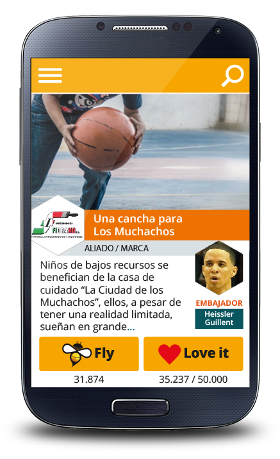 Una cancha para
Los Muchachos
ALIADO / MARCA
Niños de bajos recursos se
benefician de la casa de
cuidado “La Ciudad de los
Muchachos”, ellos, a pesar de
tener una realidad limitada,
sueñan en grande...
EMBAJADOR
Heissler
Guillent
Fly
Love it
31.874
35.237 / 50.000